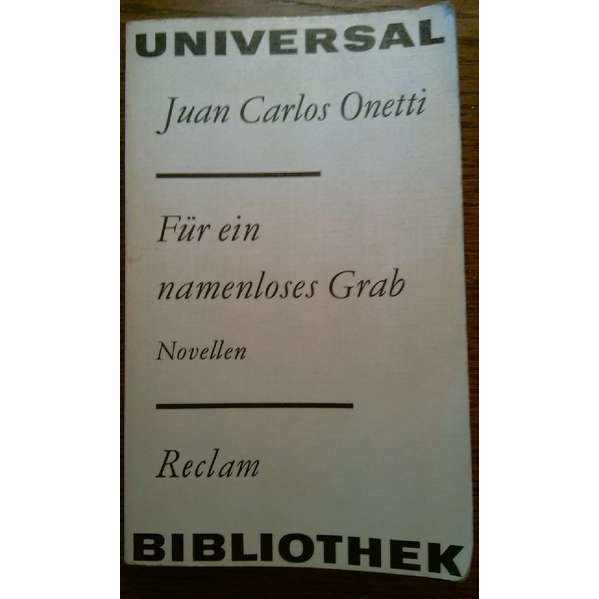 UNIVERSAL
Juan Carlos Onetti
Für ein
namenloses Grab
Novellen
Reclam
BIBLIOTHEK